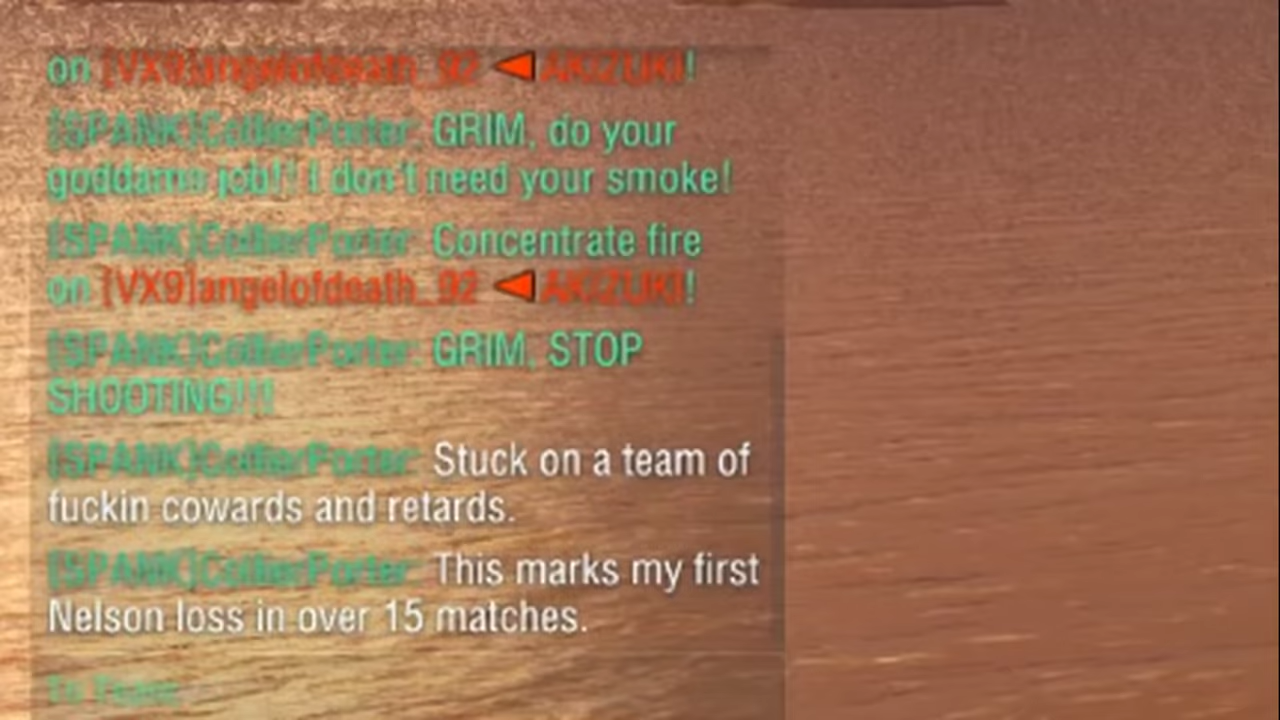 on [VX9]angelofdeath_92 AKIZUKI!
[SPANK]CollierPorter: GRIM, do your
goddamn job!! I don't need your smoke!
[SPANK]CollierPorter: Concentrate fire
on [VX9]angelofdeath_92 AKIZUKI!
[SPANK]CollierPorter: GRIM, STOP
SHOOTING!!!
[SPANK]CollierPorter: Stuck on a team of
fuckin cowards and retards.
[SPANK]CollierPorter: This marks my first
Nelson loss in over 15 matches.
To Team: